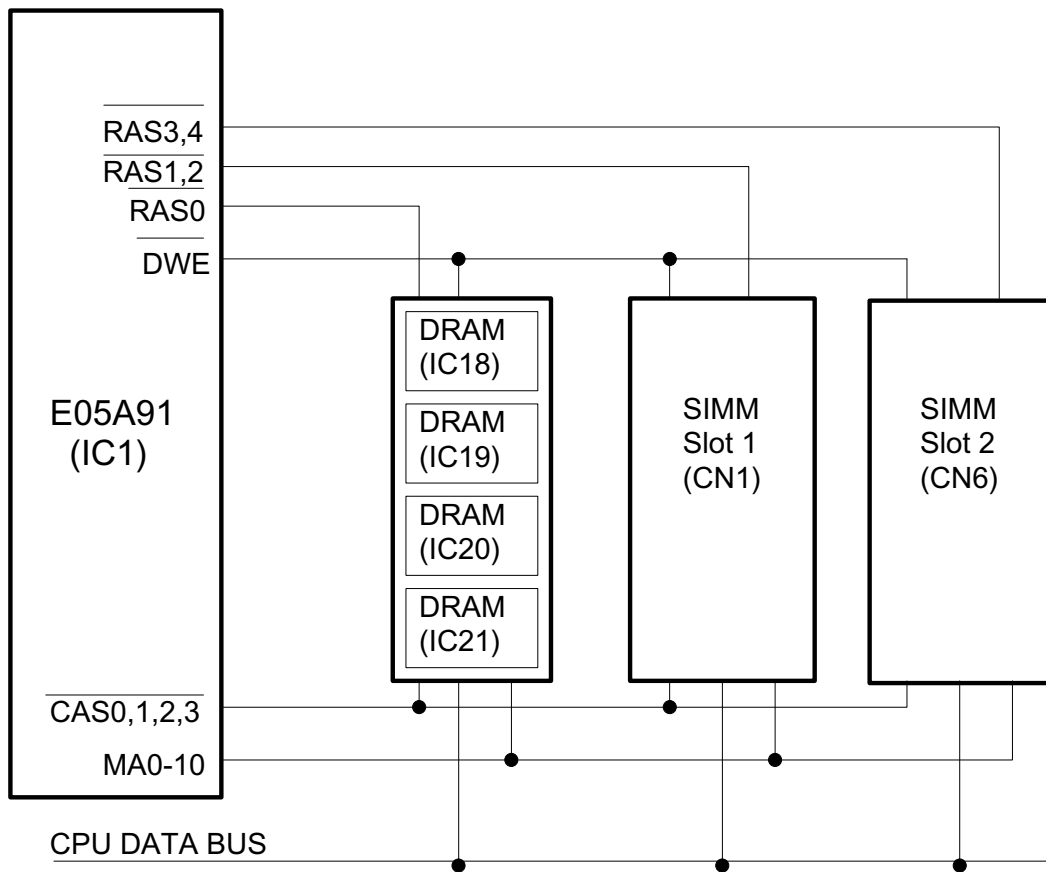 RAS3,4
RAS1,2
RAS0
DWE
E05A91
(IC1)
DRAM
(IC18)
DRAM
(IC19)
DRAM
(IC20)
DRAM
(IC21)
SIMM
Slot 1
(CN1)
SIMM
Slot 2
(CN6)
CAS0,1,2,3
MA0-10
CPU DATA BUS